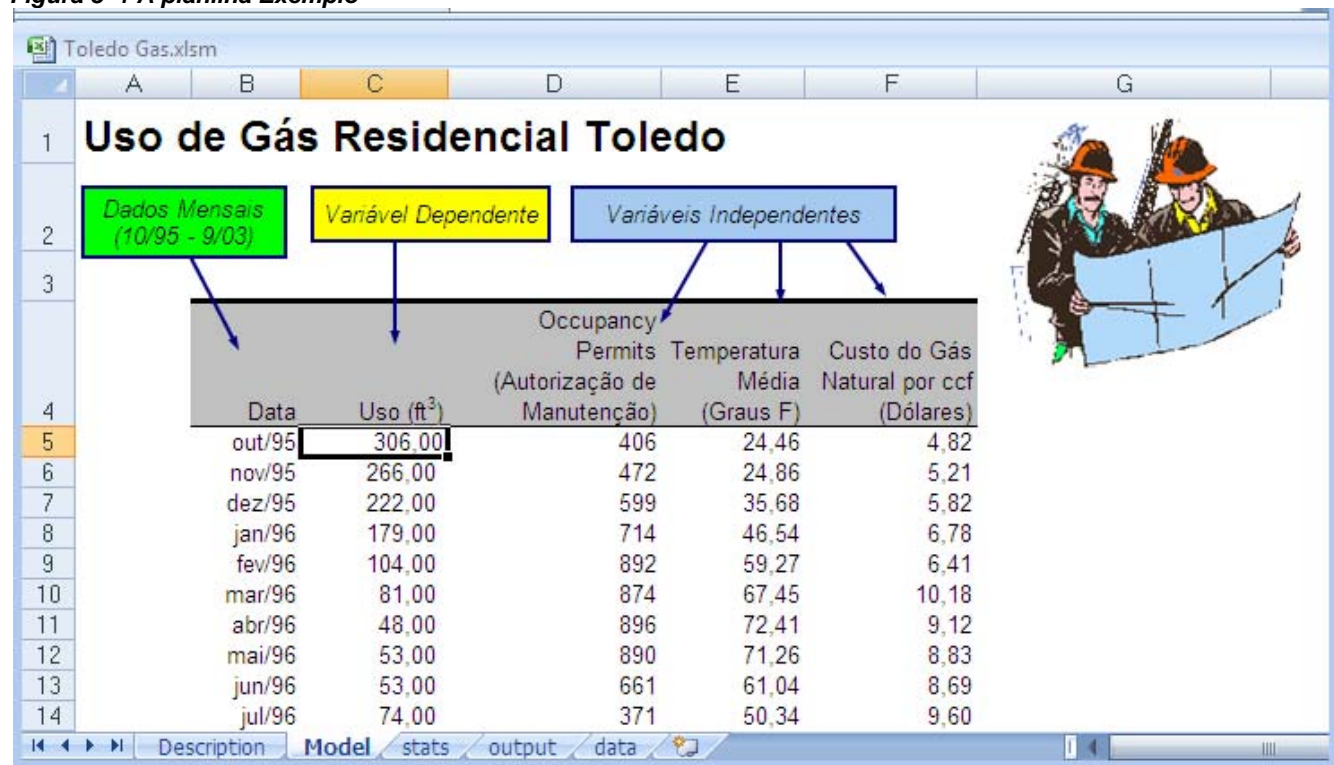 Figura 3- 1 A planilha Exemplo
Toledo Gas.xlsm
A B C D E F G
1 Uso de Gás Residencial Toledo
2
Dados Mensais
(10/95 - 9/03)
Variável Dependente
Variáveis Independentes
3
4
Data
Uso (ft³)
Occupancy
Permits
(Autorização de
Manutenção)
Temperatura
Média
(Graus F)
Custo do Gás
Natural por ccf
(Dólares)
5 out/95 306,00 406 24,46 4,82
6 nov/95 266,00 472 24,86 5,21
7 dez/95 222,00 599 35,68 5,82
8 jan/96 179,00 714 46,54 6,78
9 fev/96 104,00 892 59,27 6,41
10 mar/96 81,00 874 67,45 10,18
11 abr/96 48,00 896 72,41 9,12
12 mai/96 53,00 890 71,26 8,83
13 jun/96 53,00 661 61,04 8,69
14 jul/96 74,00 371 50,34 9,60
Description Model stats output data